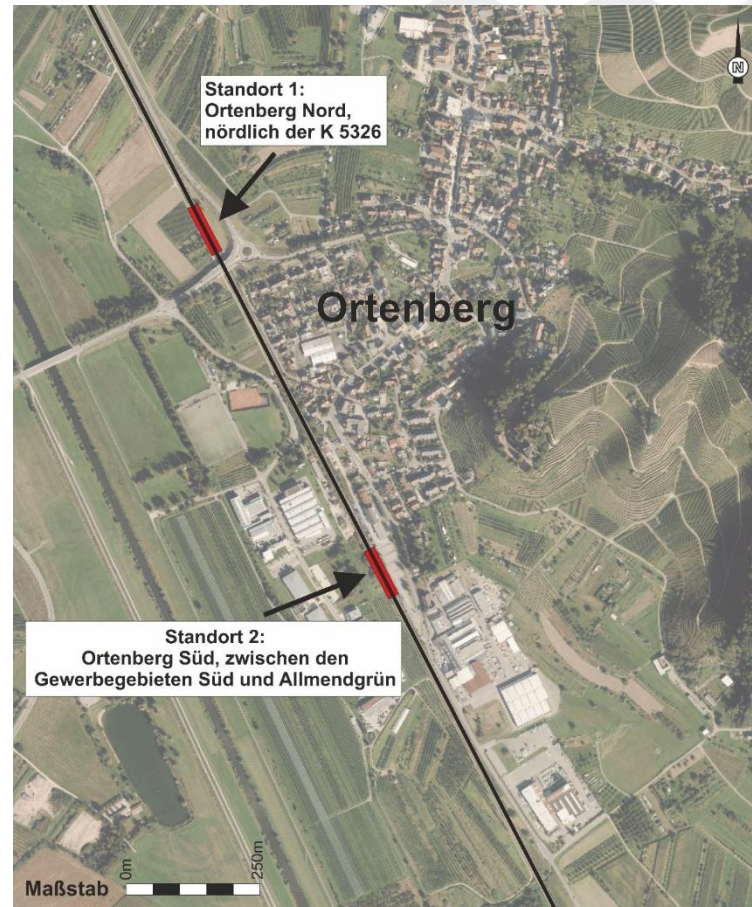 Standort 1:
Ortenberg Nord,
nördlich der K 5326
N
Ortenberg
Standort 2:
Ortenberg Süd, zwischen den
Gewerbegebieten Süd und Allmendgrün
0m
250m
Maßstab